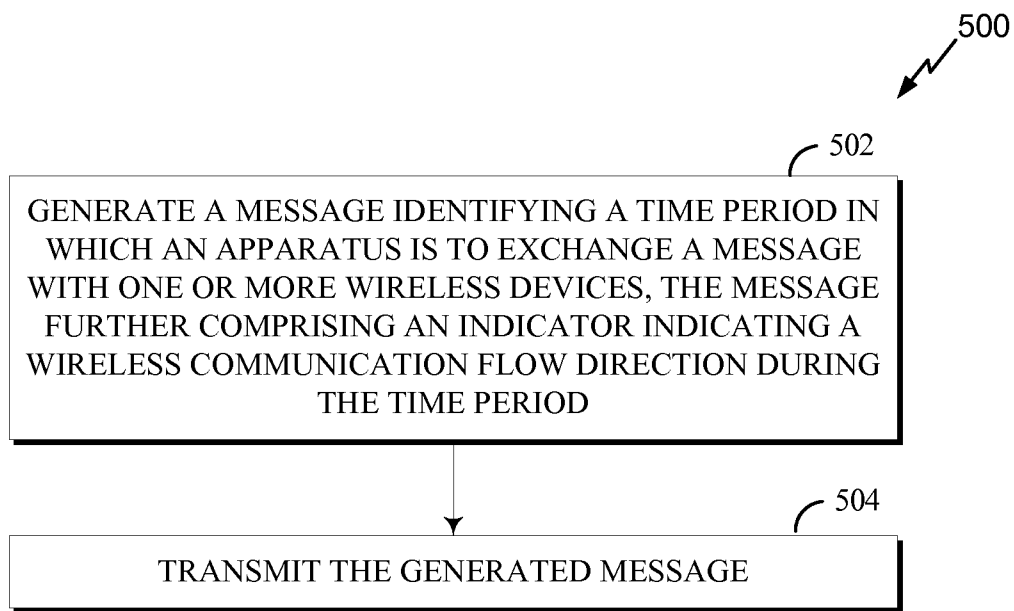 500
502
GENERATE A MESSAGE IDENTIFYING A TIME PERIOD IN
WHICH AN APPARATUS IS TO EXCHANGE A MESSAGE
WITH ONE OR MORE WIRELESS DEVICES, THE MESSAGE
FURTHER COMPRISING AN INDICATOR INDICATING A
WIRELESS COMMUNICATION FLOW DIRECTION DURING
THE TIME PERIOD
504
TRANSMIT THE GENERATED MESSAGE